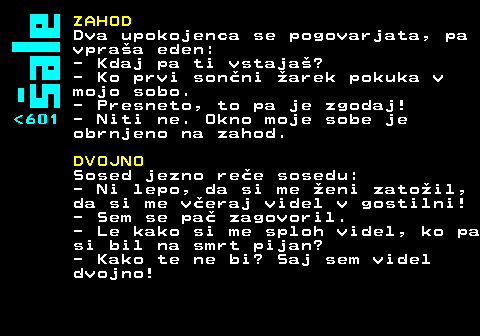 Šale
ZAHOD
Dva upokojenca se pogovarjata, pa
vpraša eden:
- Kdaj pa ti vstajaš?
- Ko prvi sončni žarek pokuka v
mojo sobo.
- Presneto, to pa je zgodaj!
<601 - Niti ne. Okno moje sobe je
obrnjeno na zahod.
DVOJNO
Sosed jezno reče sosedu:
- Ni lepo, da si me ženi zatožil,
da si me včeraj videl v gostilni!
- Sem se pač zagovoril.
- Le kako si me sploh videl, ko pa
si bil na smrt pijan?
- Kako te ne bi? Saj sem videl
dvojno!